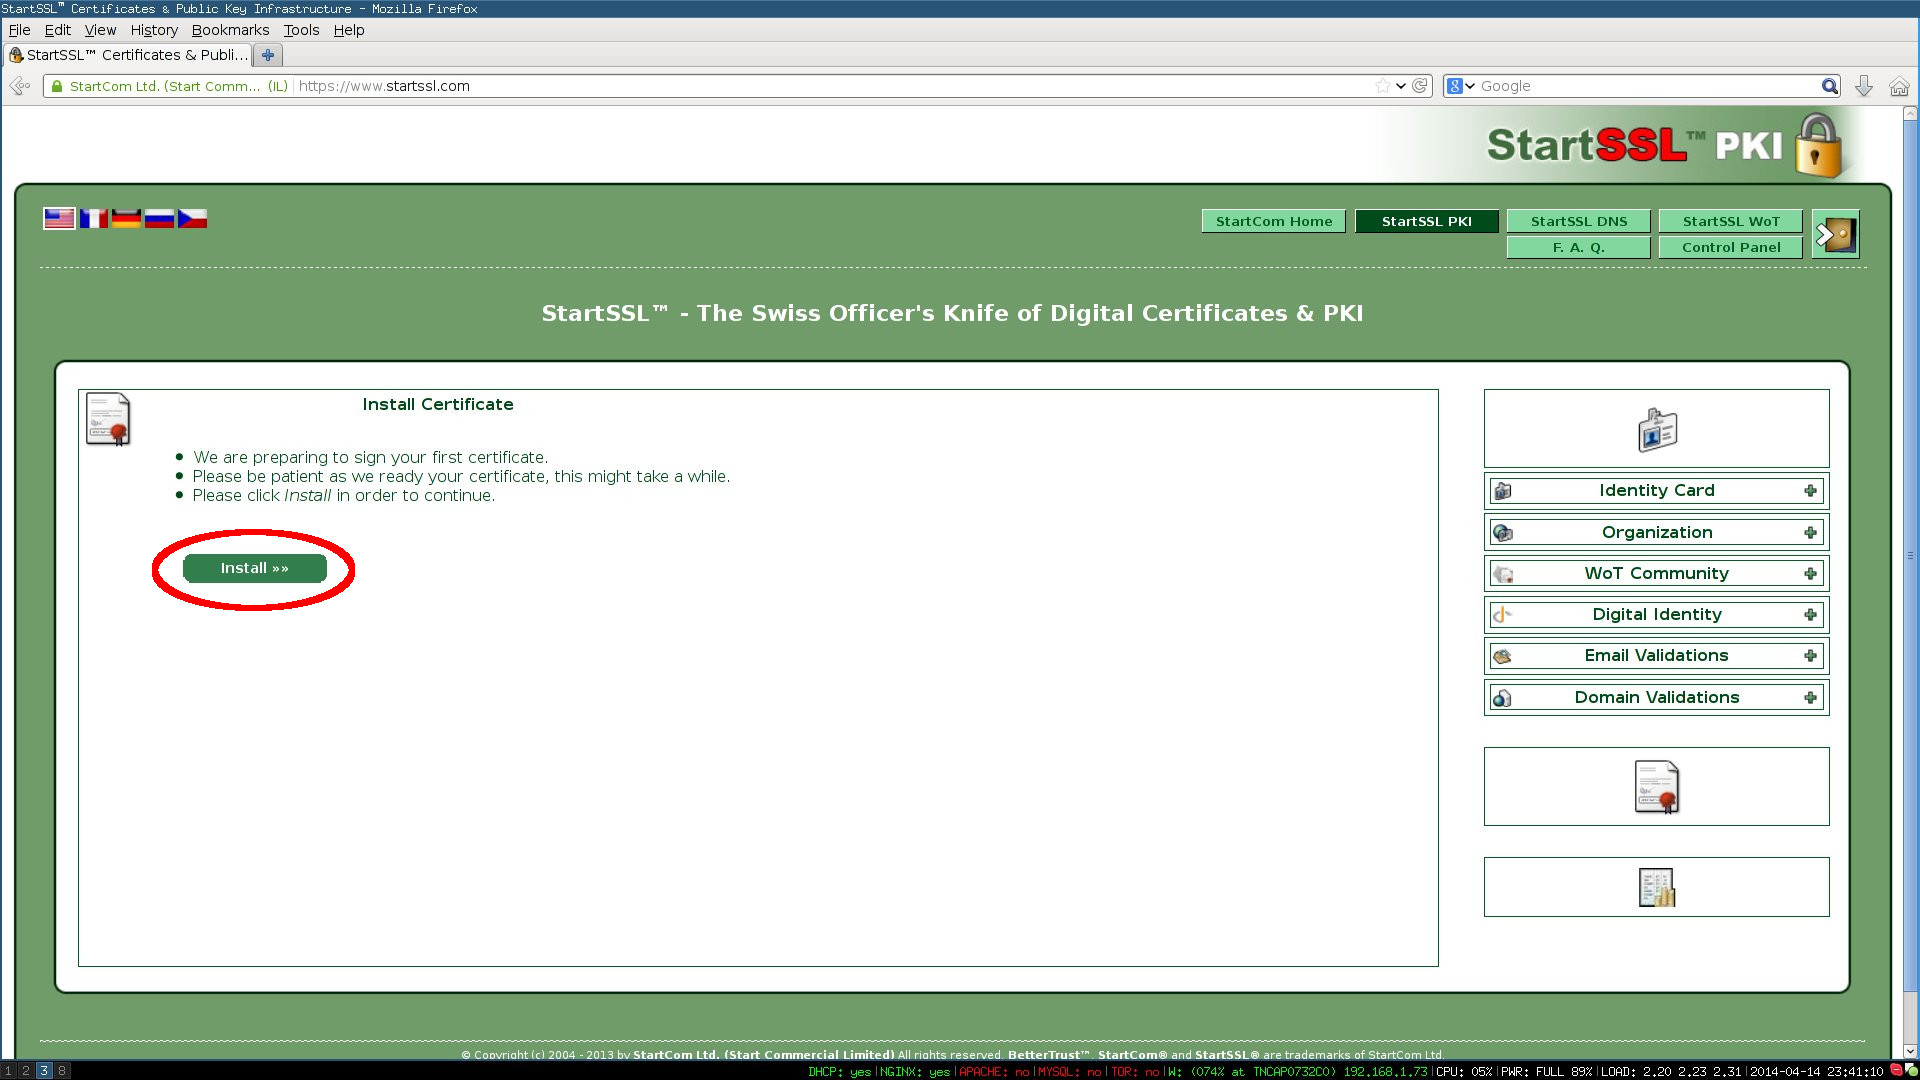 StartSSL™ Certificates & Public Key Infrastructure - Mozilla Firefox
File Edit View History Bookmarks Tools Help
StartSSL™ Certificates & Publi...
StartCom Ltd. (Start Comm... (IL) https://www.startssl.com
Google
StartSSL™ PKI
StartCom Home StartSSL PKI StartSSL DNS StartSSL WoT
F. A. Q. Control Panel
StartSSL™ - The Swiss Officer's Knife of Digital Certificates & PKI
Install Certificate
We are preparing to sign your first certificate.
Please be patient as we ready your certificate, this might take a while.
Please click Install in order to continue.
Install »»
Identity Card
Organization
WoT Community
Digital Identity
Email Validations
Domain Validations
© Copyright (c) 2004 - 2013 by StartCom Ltd. (Start Commercial Limited) All rights reserved. BetterTrust™, StartCom® and StartSSL® are trademarks of StartCom Ltd.
1 2 3 8 DHCP: yes|NGINX: yes|APACHE: no|MYSQL: no|TOR: no|W: (074% at TNCAP0732C0) 192.168.1.73|CPU: 05%|PWR: FULL 89%|LOAD: 2.20 2.23 2.31|2014-04-14 23:41:10